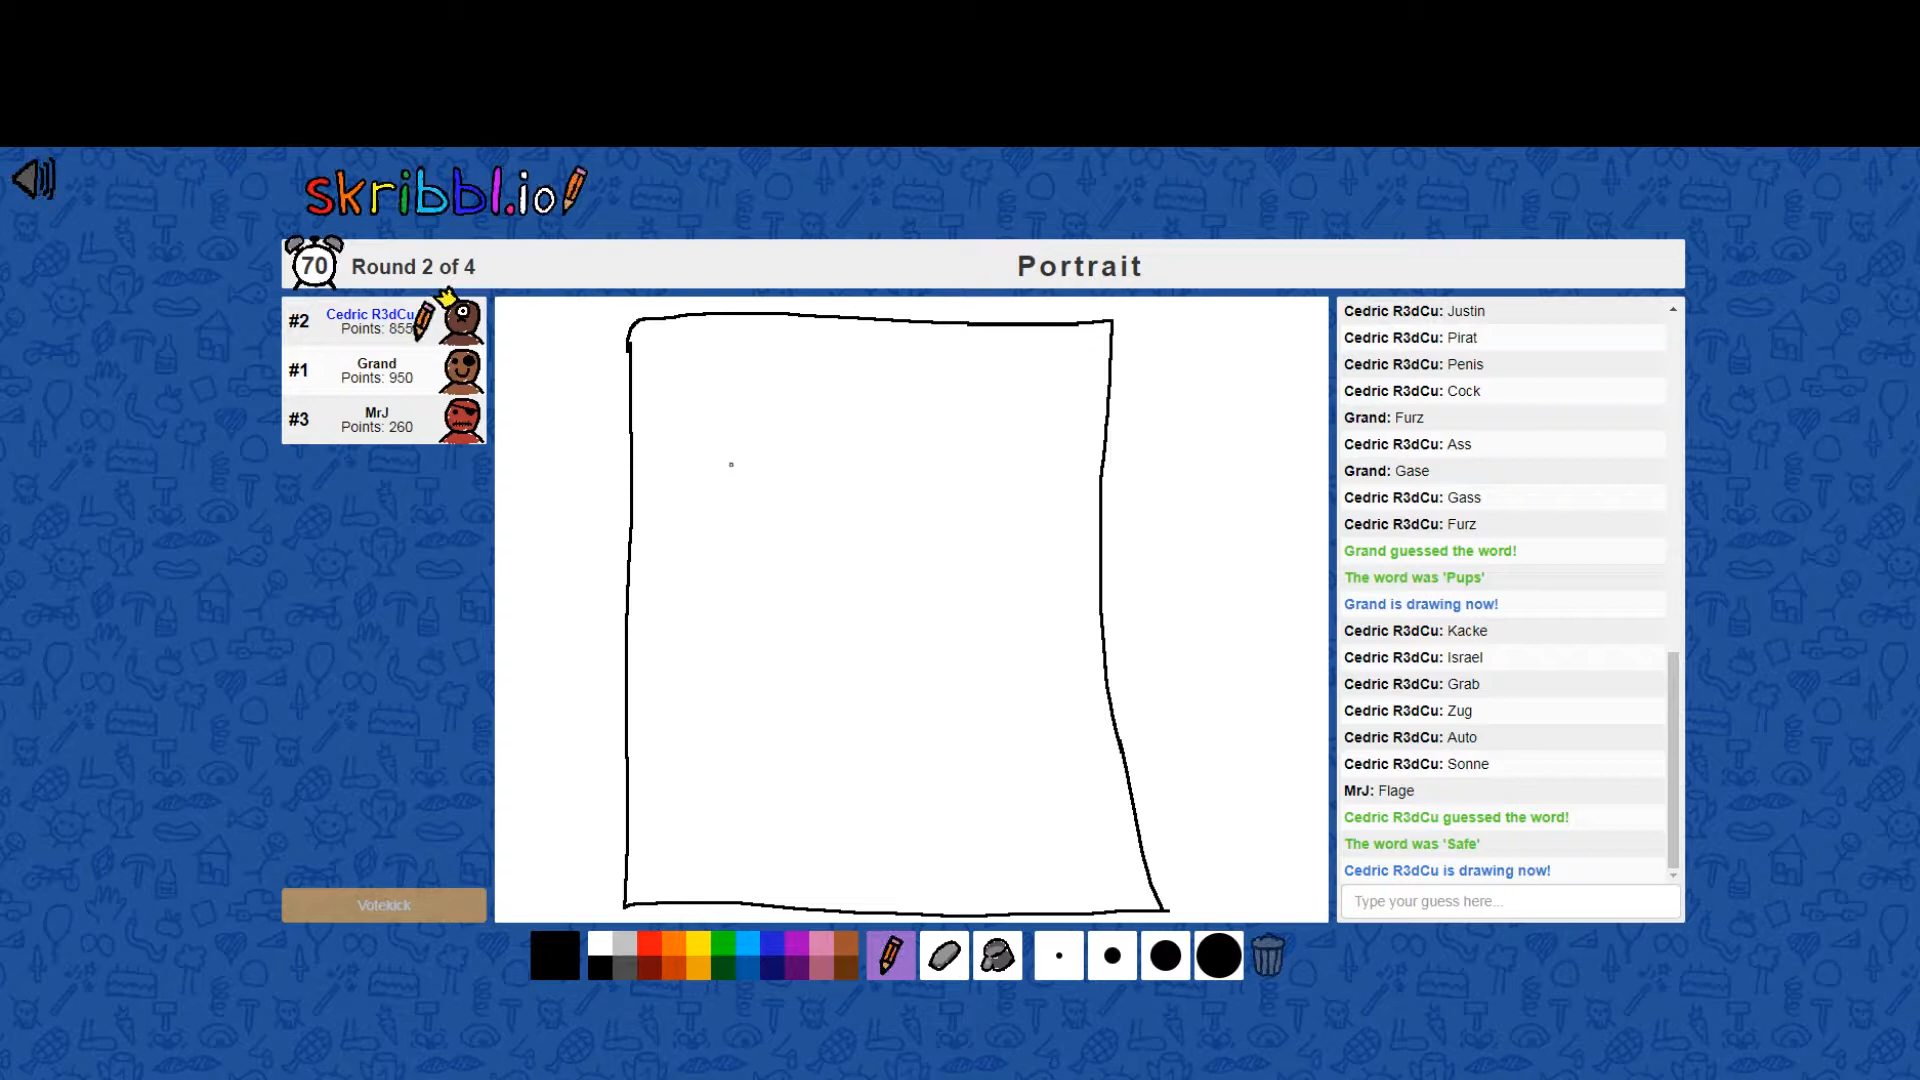 skribbl.io
70 Round 2 of 4 Portrait
#2 Cedric R3dCu
Points: 855
#1 Grand
Points: 950
#3 MrJ
Points: 260
Votekick
Cedric R3dCu: Justin
Cedric R3dCu: Pirat
Cedric R3dCu: Penis
Cedric R3dCu: Cock
Grand: Furz
Cedric R3dCu: Ass
Grand: Gase
Cedric R3dCu: Gass
Cedric R3dCu: Furz
Grand guessed the word!
The word was 'Pups'
Grand is drawing now!
Cedric R3dCu: Kacke
Cedric R3dCu: Israel
Cedric R3dCu: Grab
Cedric R3dCu: Zug
Cedric R3dCu: Auto
Cedric R3dCu: Sonne
MrJ: Flage
Cedric R3dCu guessed the word!
The word was 'Safe'
Cedric R3dCu is drawing now!
Type your guess here...